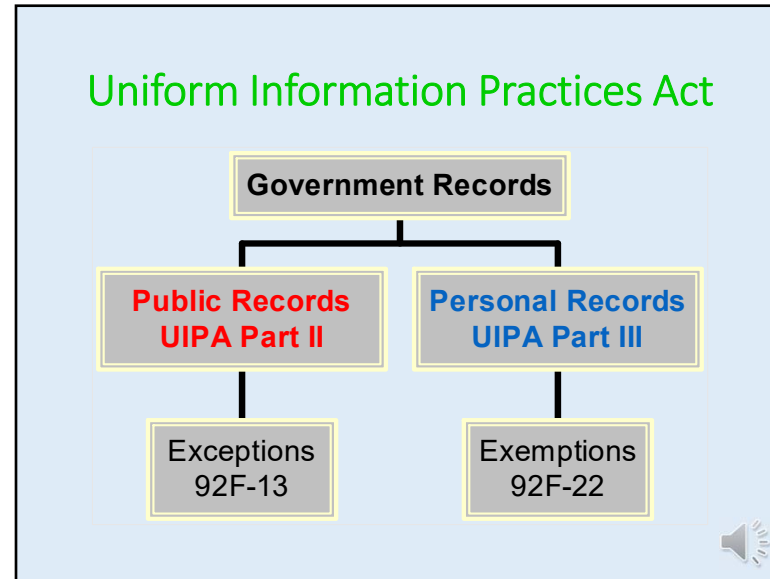 Uniform Information Practices Act
Government Records
Public Records
UIPA Part II
Personal Records
UIPA Part III
Exceptions
92F-13
Exemptions
92F-22